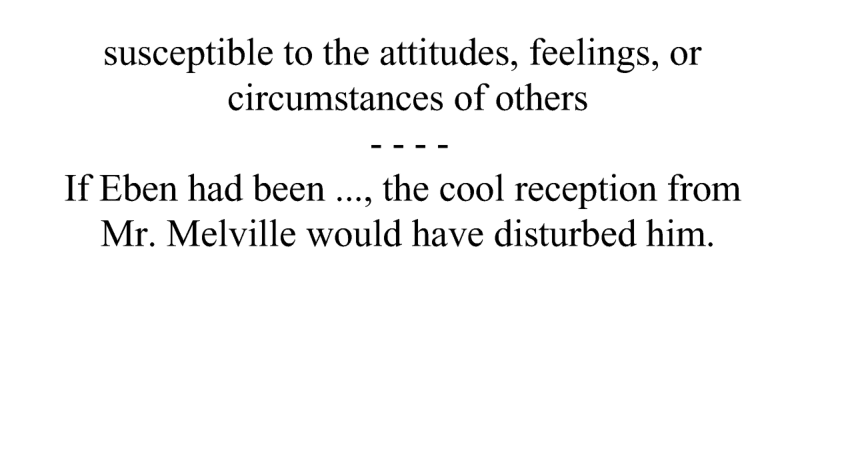 susceptible to the attitudes, feelings, or
circumstances of others
- - - -
If Eben had been ..., the cool reception from
Mr. Melville would have disturbed him.